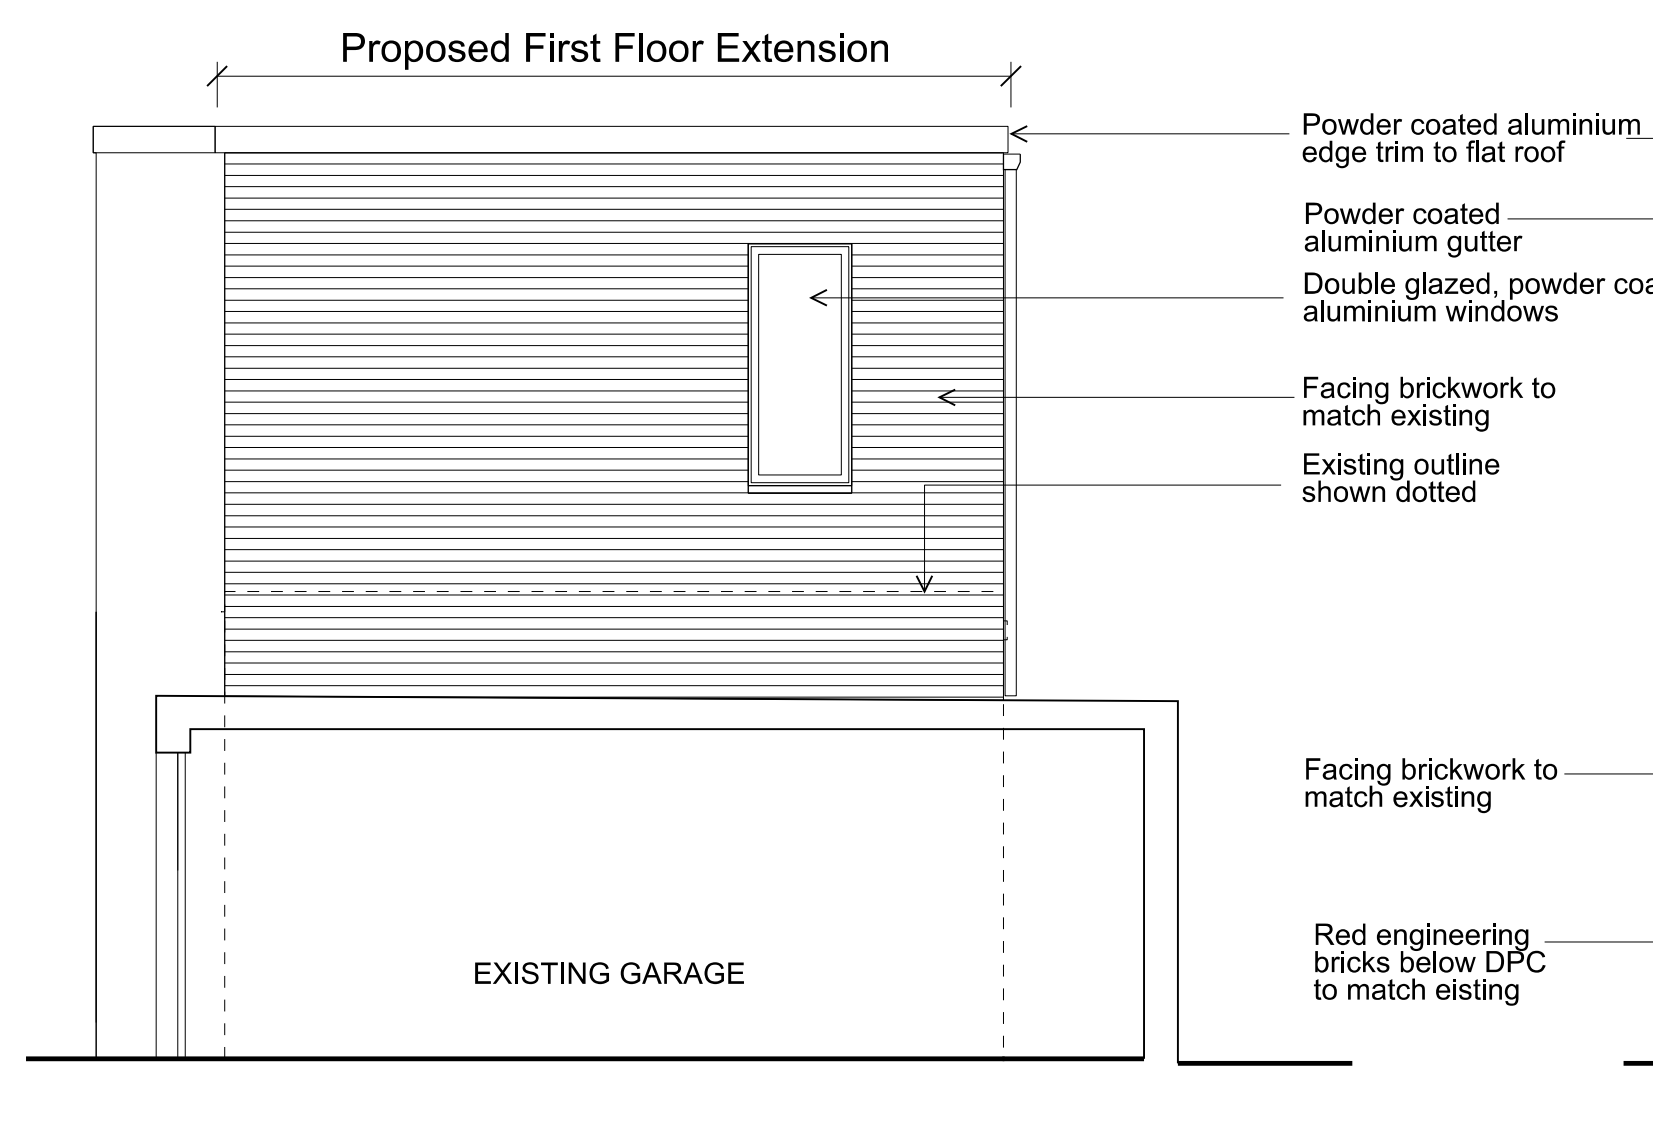 Proposed First Floor Extension
Powder coated aluminium
edge trim to flat roof
Powder coated
aluminium gutter
Double glazed, powder coa
aluminium windows
Facing brickwork to
match existing
Existing outline
shown dotted
Facing brickwork to
match existing
Red engineering
bricks below DPC
to match eisting
EXISTING GARAGE